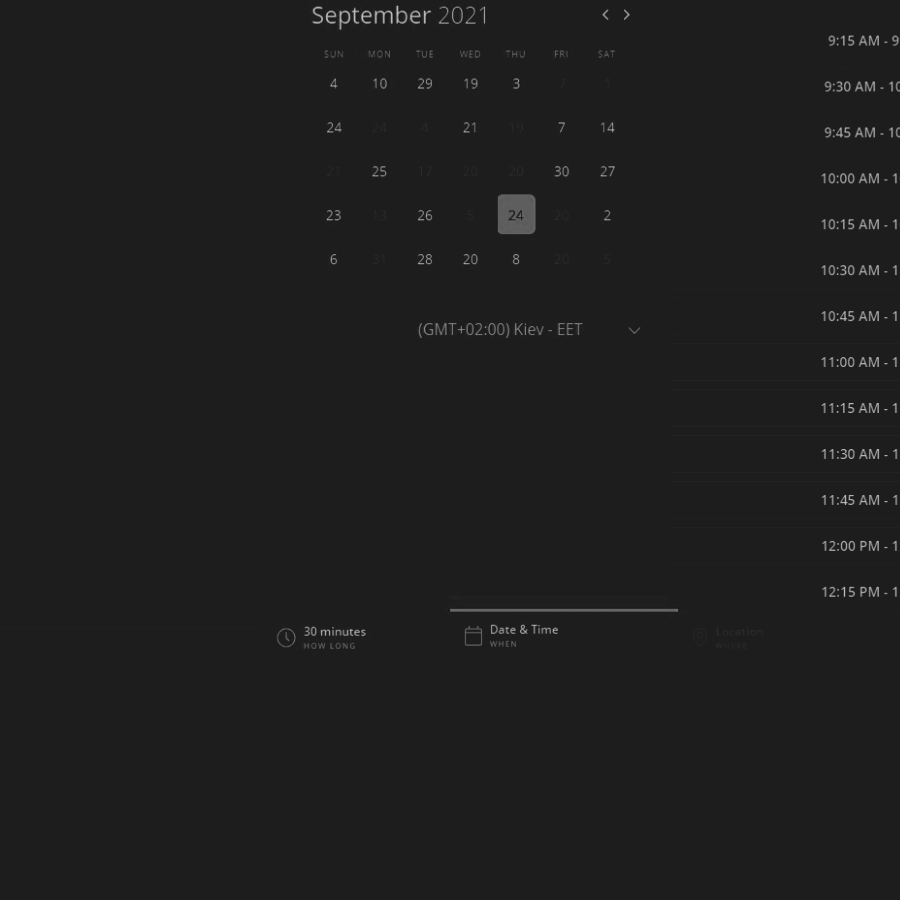 September 2021
SUN MON TUE WED THU FRI SAT
4 10 29 19 3 7 1
24 24 4 21 19 7 14
21 25 17 20 20 30 27
23 13 26 5 24 20 2
6 31 28 20 8 20 5
(GMT+02:00) Kiev - EET
9:15 AM - 9
9:30 AM - 10
9:45 AM - 10
10:00 AM - 1
10:15 AM - 1
10:30 AM - 1
10:45 AM - 1
11:00 AM - 1
11:15 AM - 1
11:30 AM - 1
11:45 AM - 1
12:00 PM - 1
12:15 PM - 1
30 minutes
HOW LONG
Date & Time
WHEN
Location
WHERE